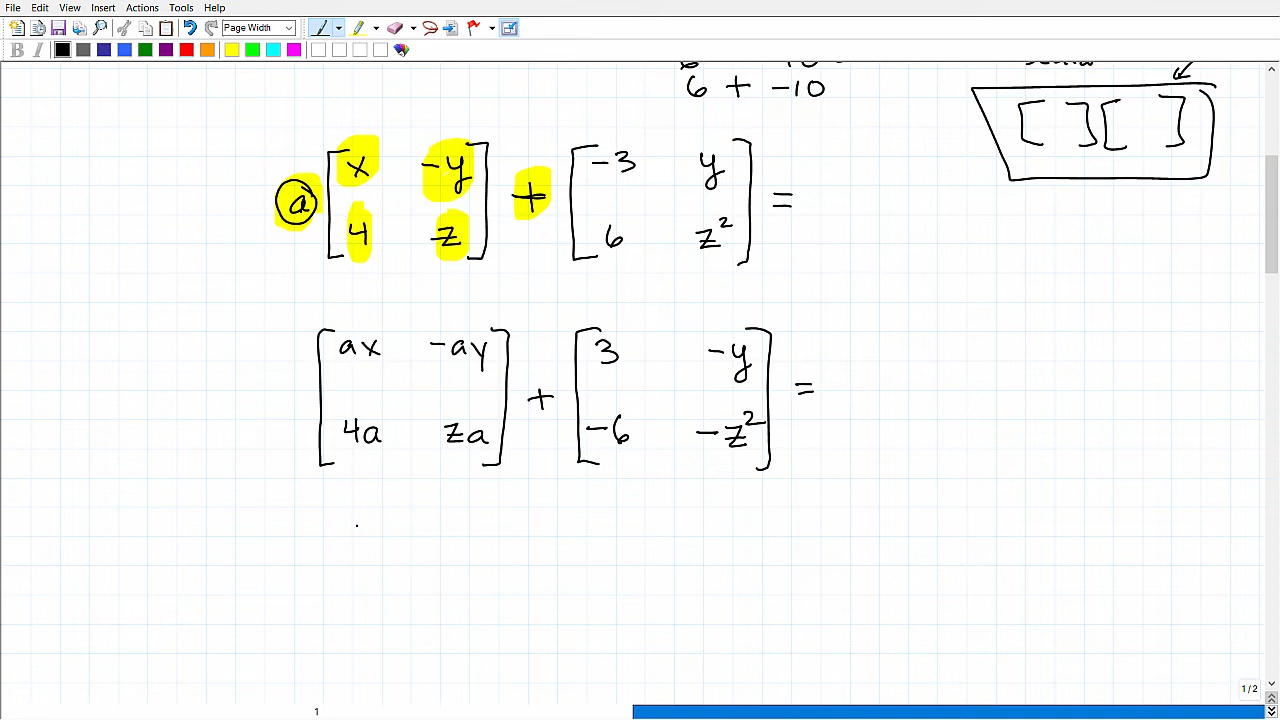 File Edit View Insert Actions Tools Help
Page Width
B I
6 + -10
[ ] [ ]
a [ x -y ] + [ -3 y ] =
[ 4 z ] [ 6 z² ]
[ ax -ay ] + [ 3 -y ] =
[ 4a za ] [ -6 -z² ]
1/2
1